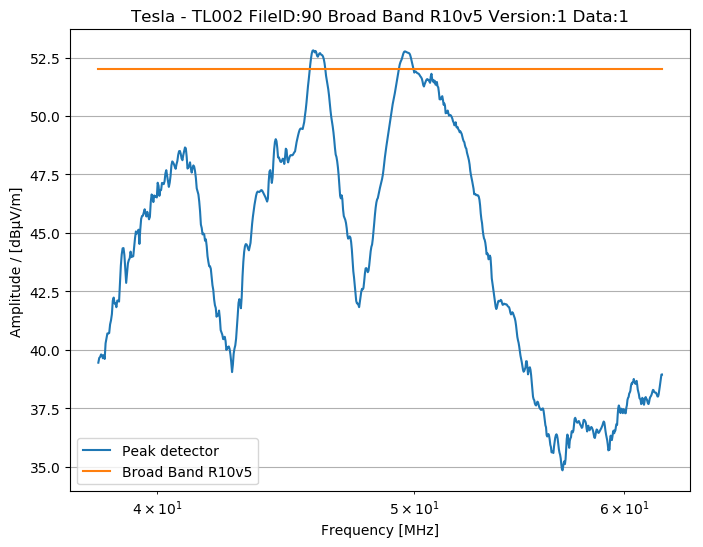 Tesla - TL002 FileID:90 Broad Band R10v5 Version:1 Data:1
52.5
50.0
47.5
45.0
42.5
40.0
37.5
35.0
Amplitude / [dBµV/m]
Peak detector
Broad Band R10v5
4 × 10¹
5 × 10¹
6 × 10¹
Frequency [MHz]